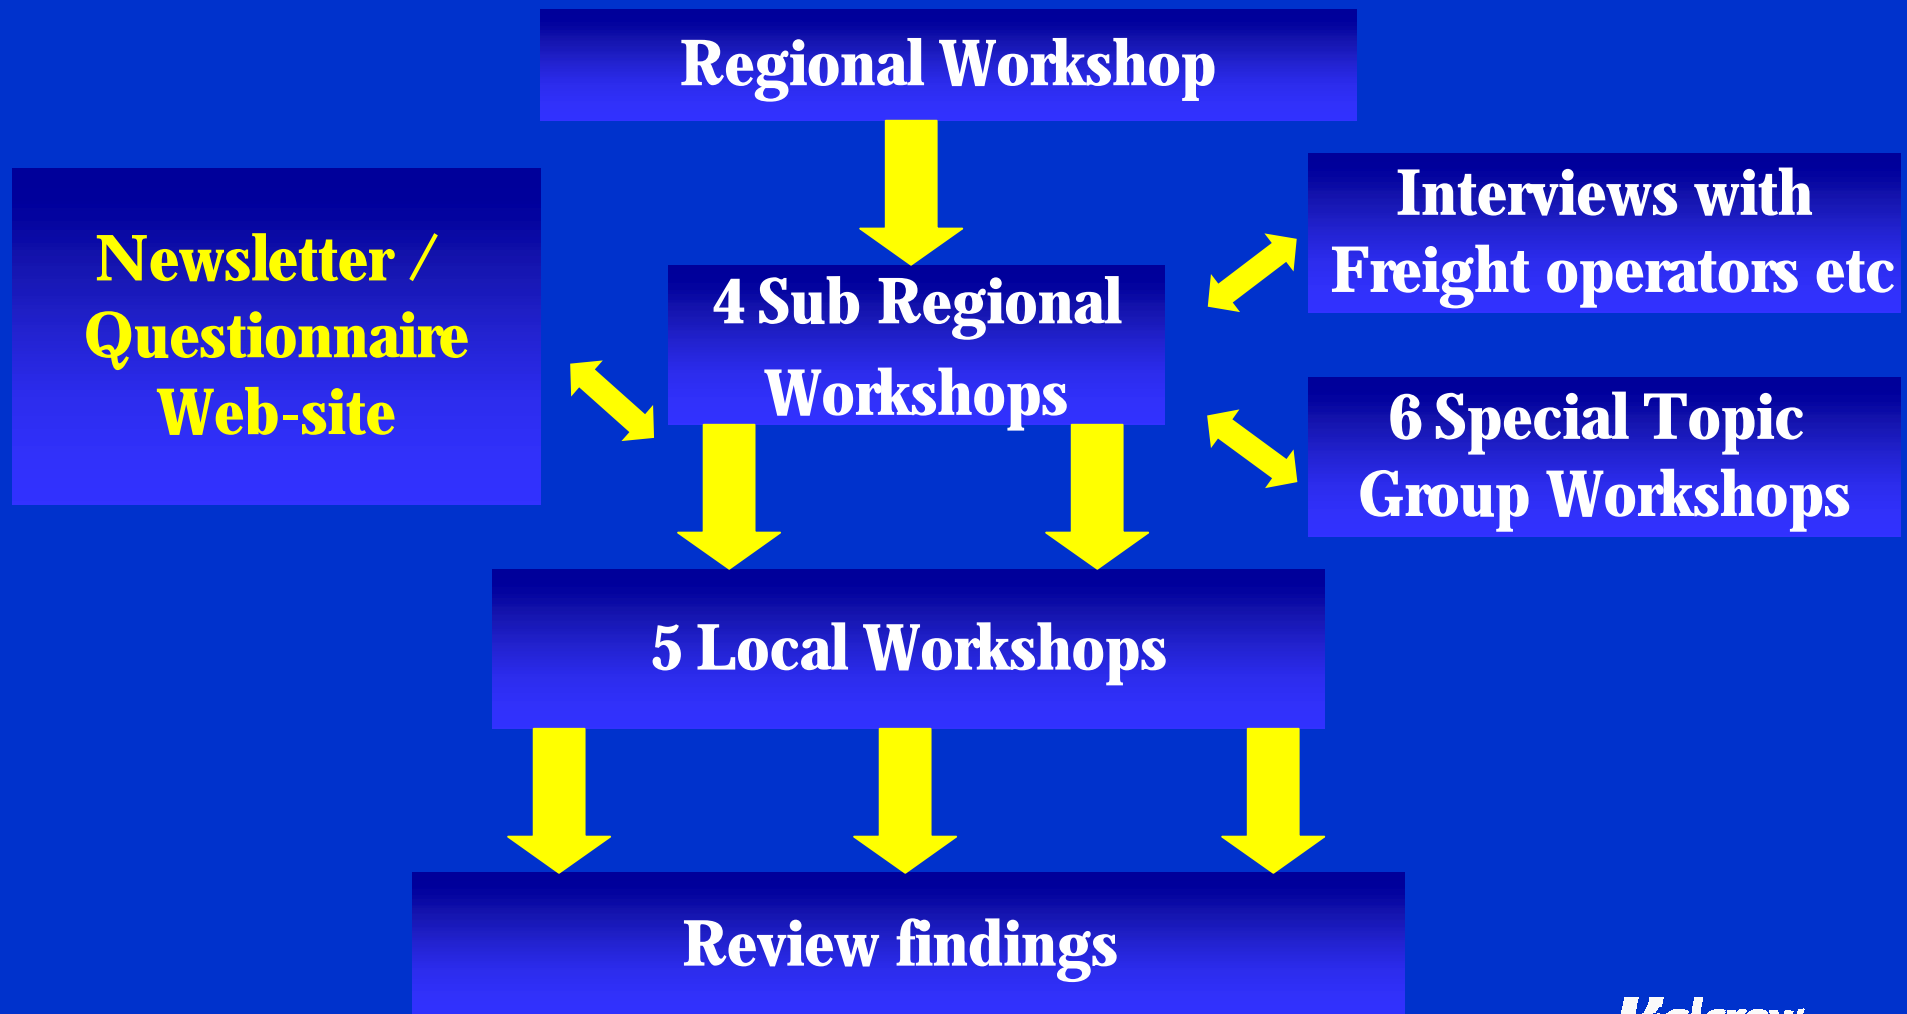 Regional Workshop
Newsletter /
Questionnaire
Web-site
4 Sub Regional
Workshops
Interviews with
Freight operators etc
6 Special Topic
Group Workshops
5 Local Workshops
Review findings